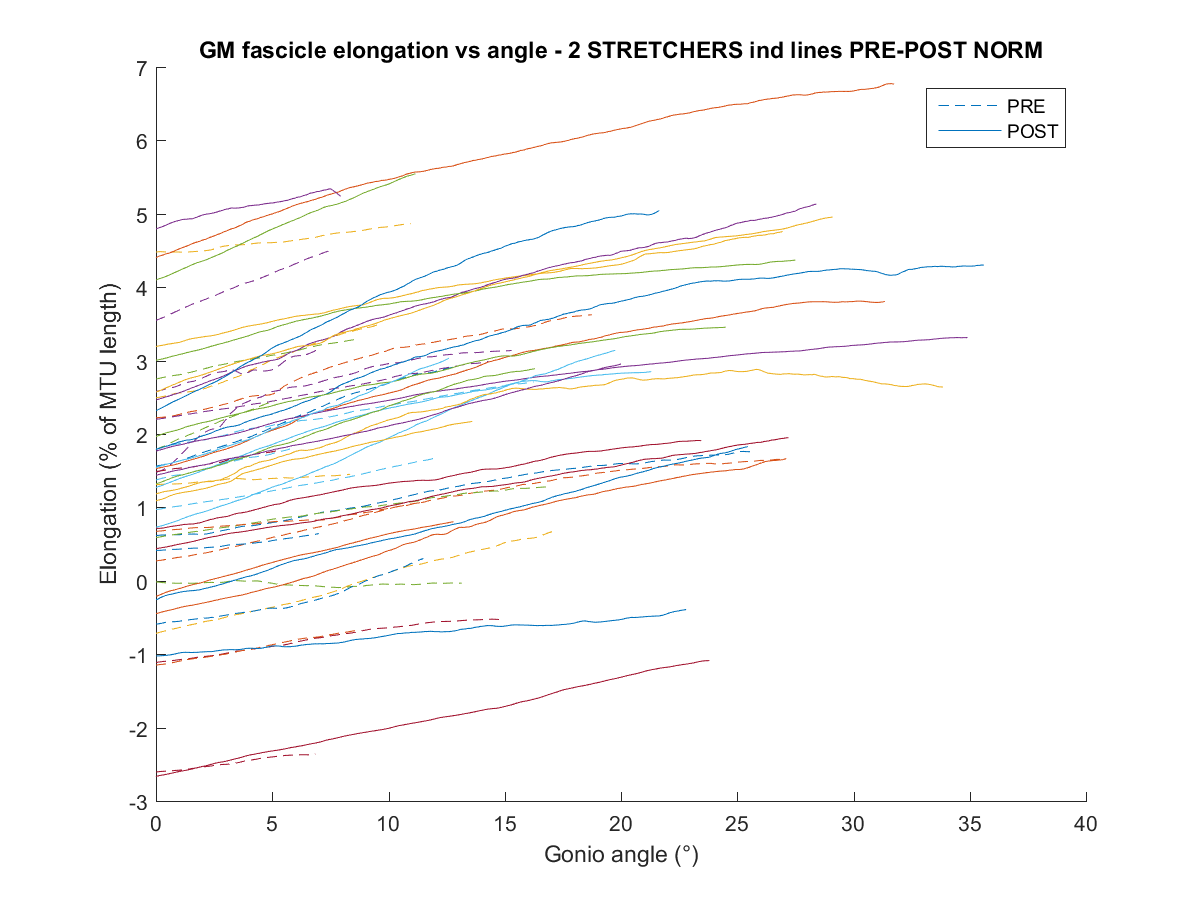 GM fascicle elongation vs angle - 2 STRETCHERS ind lines PRE-POST NORM
PRE
POST
7
6
5
4
3
2
1
0
-1
-2
-3
Elongation (% of MTU length)
0 5 10 15 20 25 30 35 40
Gonio angle (°)